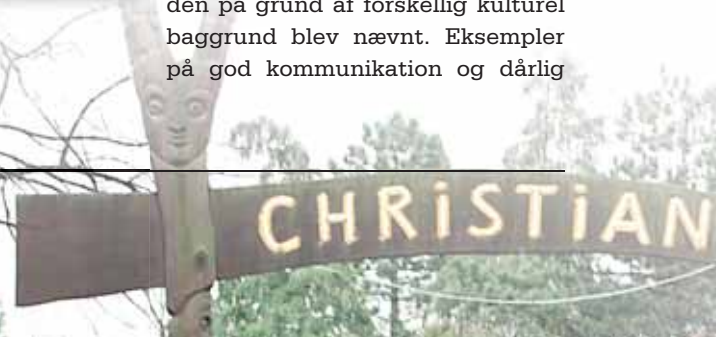 den på grund af forskellig kulturel
baggrund blev nævnt. Eksempler
på god kommunikation og dårlig
CHRiSTiAN